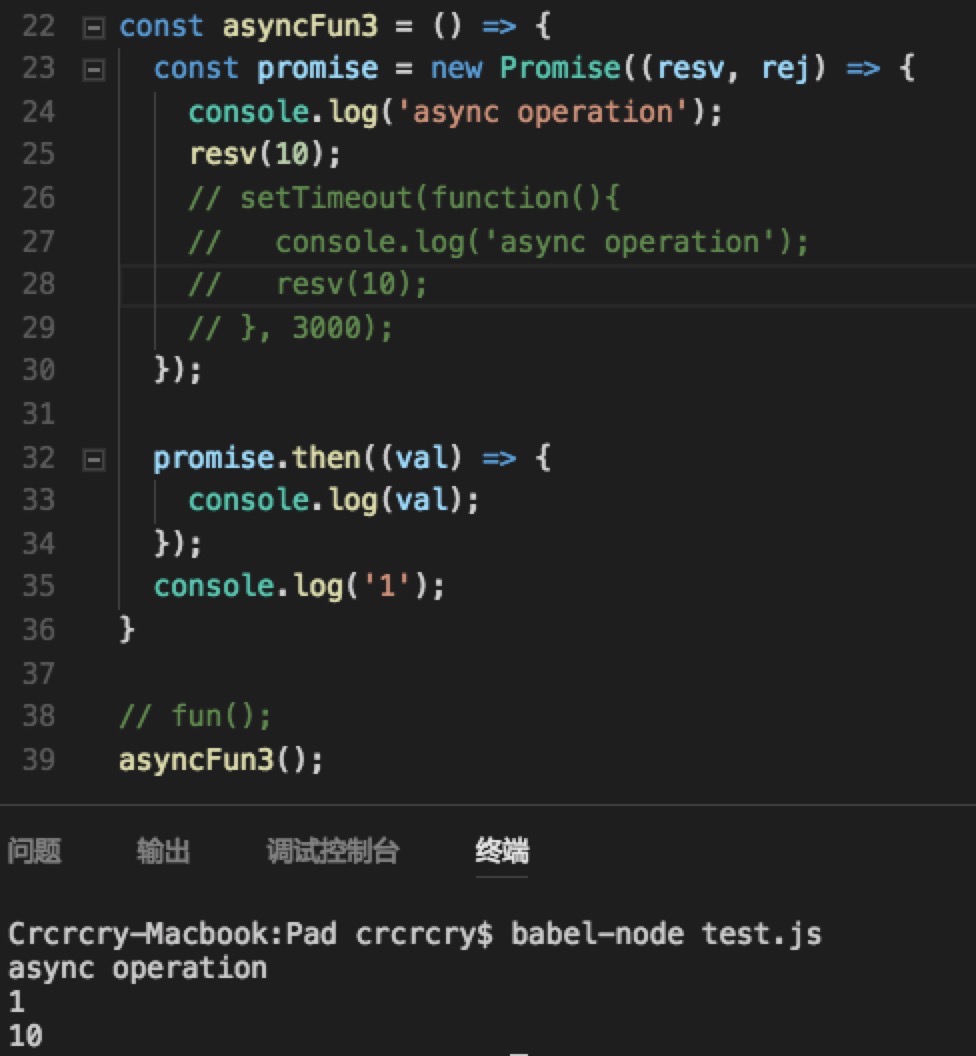 22 const asyncFun3 = () => {
23 const promise = new Promise((resv, rej) => {
24 console.log('async operation');
25 resv(10);
26 // setTimeout(function(){
27 //   console.log('async operation');
28 //   resv(10);
29 // }, 3000);
30 });
31
32 promise.then((val) => {
33 console.log(val);
34 });
35 console.log('1');
36 }
37
38 // fun();
39 asyncFun3();
问题 输出 调试控制台 终端
Crcrcry-Macbook:Pad crcrcry$ babel-node test.js
async operation
1
10